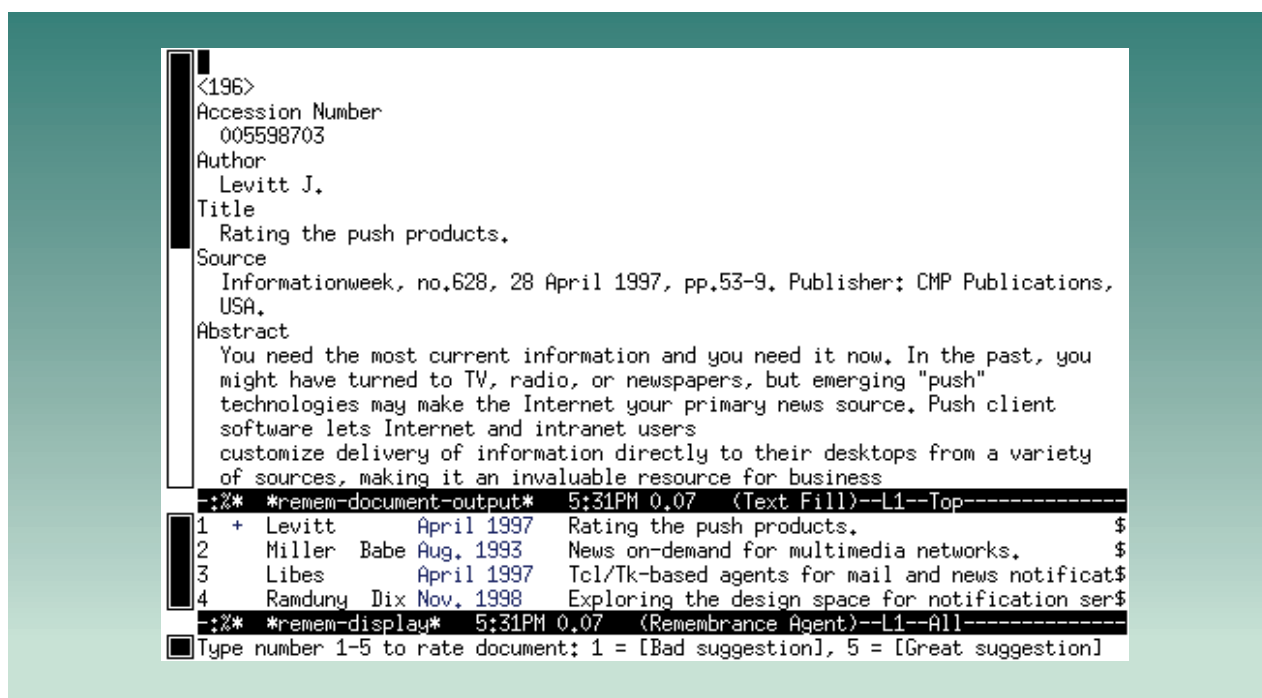 <196>
Accession Number
005598703
Author
Levitt J.
Title
Rating the push products.
Source
Informationweek, no.628, 28 April 1997, pp.53-9. Publisher: CMP Publications,
USA.
Abstract
You need the most current information and you need it now. In the past, you
might have turned to TV, radio, or newspapers, but emerging "push"
technologies may make the Internet your primary news source. Push client
software lets Internet and intranet users
customize delivery of information directly to their desktops from a variety
of sources, making it an invaluable resource for business
-:%* *remem-document-output* 5:31PM 0.07 (Text Fill)--L1--Top--------------
1 + Levitt April 1997 Rating the push products. $
2 Miller Babe Aug. 1993 News on-demand for multimedia networks. $
3 Libes April 1997 Tcl/Tk-based agents for mail and news notificat$
4 Ramduny Dix Nov. 1998 Exploring the design space for notification ser$
-:%* *remem-display* 5:31PM 0.07 (Remembrance Agent)--L1--All--------------
Type number 1-5 to rate document: 1 = [Bad suggestion], 5 = [Great suggestion]